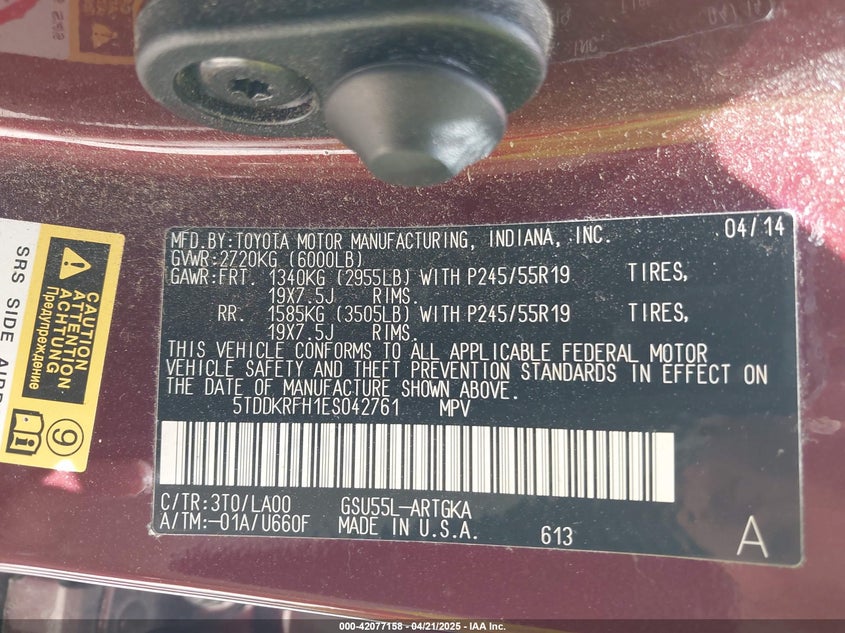 MFD.BY:TOYOTA MOTOR MANUFACTURING, INDIANA, INC. 04/14
GVWR:2720KG (6000LB)
GAWR:FRT. 1340KG (2955LB) WITH P245/55R19 TIRES,
19X7.5J RIMS.
RR. 1585KG (3505LB) WITH P245/55R19 TIRES,
19X7.5J RIMS.
THIS VEHICLE CONFORMS TO ALL APPLICABLE FEDERAL MOTOR
VEHICLE SAFETY AND THEFT PREVENTION STANDARDS IN EFFECT ON
THE DATE OF MANUFACTURE SHOWN ABOVE.
5TDDKRFH1ES042761 MPV
C/TR:3T0/LA00 GSU55L-ARTGKA
A/TM:-01A/U660F MADE IN U.S.A. 613 A
CAUTION
ATTENTION
ACHTUNG
Предупреждение
9
SRS SIDE
000-42077158 - 04/21/2025 - IAA Inc.